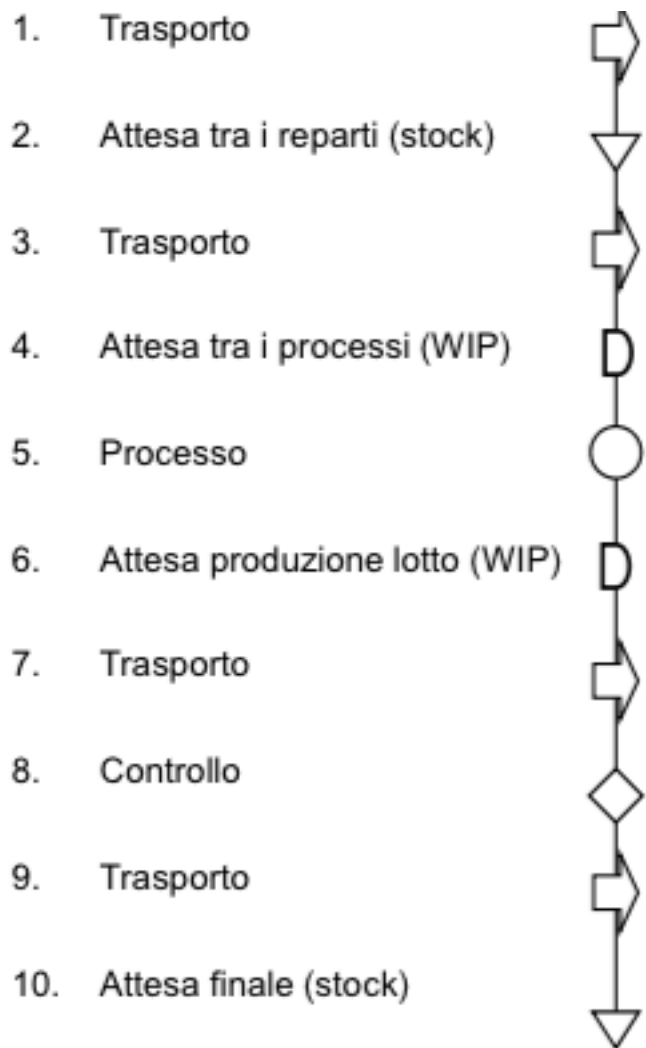 1. Trasporto
2. Attesa tra i reparti (stock)
3. Trasporto
4. Attesa tra i processi (WIP)
D
5. Processo
6. Attesa produzione lotto (WIP)
D
7. Trasporto
8. Controllo
9. Trasporto
10. Attesa finale (stock)